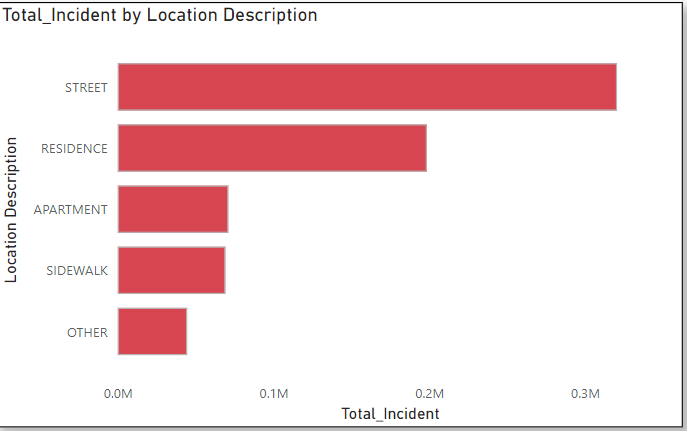 Total_Incident by Location Description
Location Description
STREET
RESIDENCE
APARTMENT
SIDEWALK
OTHER
0.0M 0.1M 0.2M 0.3M
Total_Incident